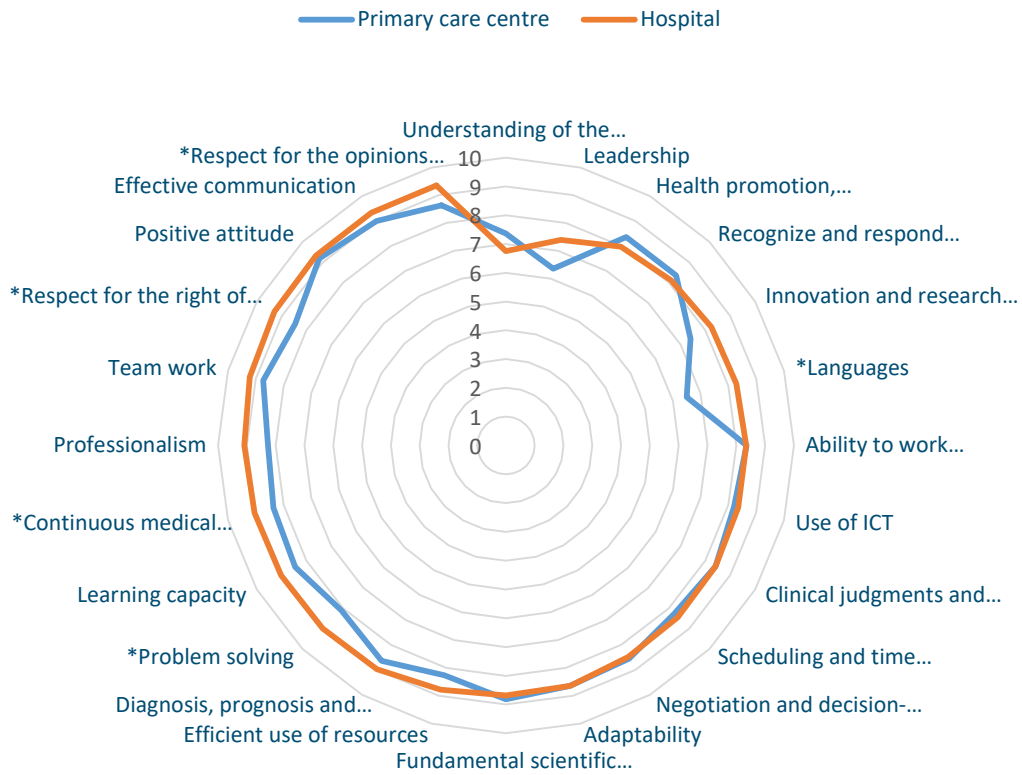 Primary care centre Hospital
Understanding of the...
Leadership
Health promotion,...
Recognize and respond...
Innovation and research...
*Languages
Ability to work...
Use of ICT
Clinical judgments and...
Scheduling and time...
Negotiation and decision-...
Adaptability
Fundamental scientific...
Efficient use of resources
Diagnosis, prognosis and...
*Problem solving
Learning capacity
*Continuous medical...
Professionalism
Team work
*Respect for the right of...
Positive attitude
Effective communication
*Respect for the opinions...
10
9
8
7
6
5
4
3
2
1
0